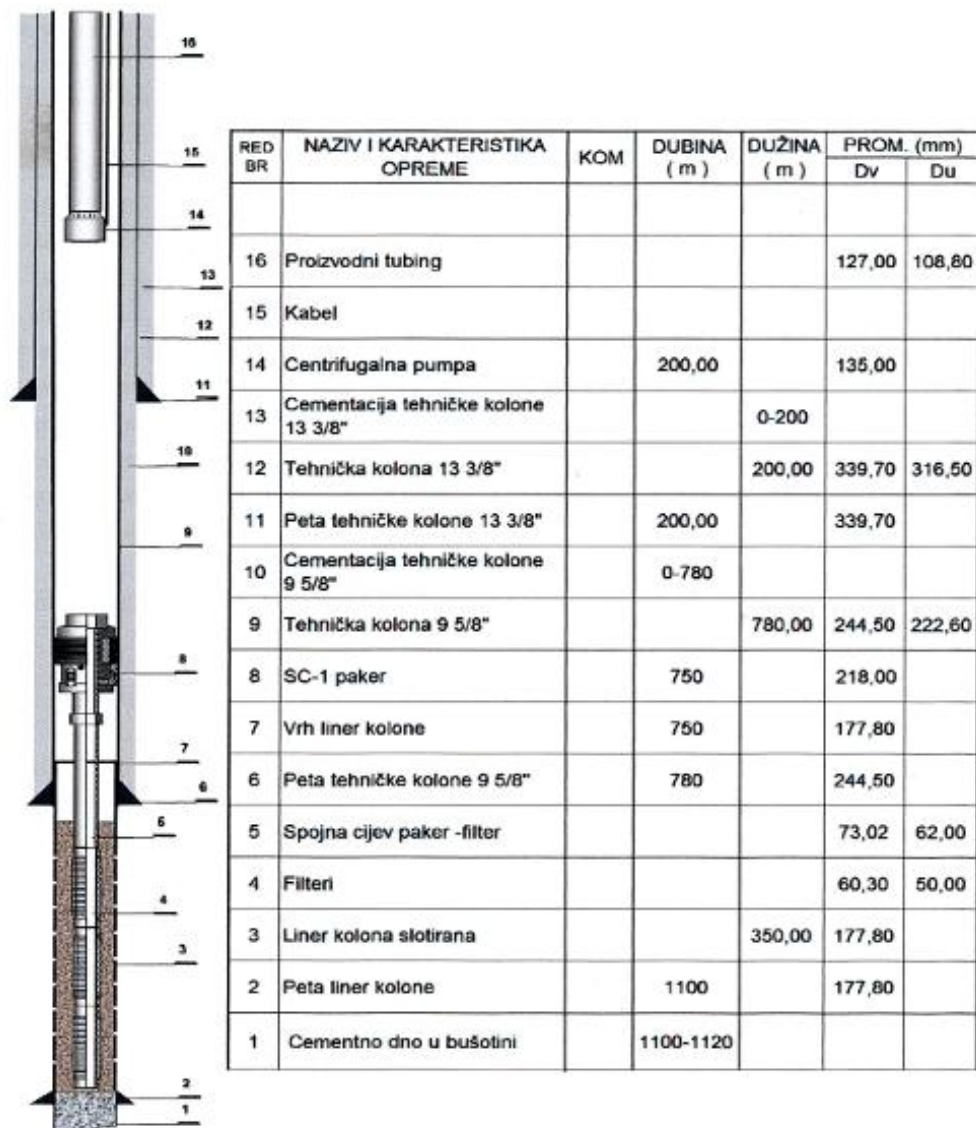 16
15
14
13
12
11
10
9
8
7
6
5
4
3
2
1
RED BR NAZIV I KARAKTERISTIKA OPREME KOM DUBINA ( m ) DUŽINA ( m ) PROM. (mm)
Dv Du
16 Proizvodni tubing 127,00 108,80
15 Kabel
14 Centrifugalna pumpa 200,00 135,00
13 Cementacija tehničke kolone
13 3/8" 0-200
12 Tehnička kolona 13 3/8" 200,00 339,70 316,50
11 Peta tehničke kolone 13 3/8" 200,00 339,70
10 Cementacija tehničke kolone
9 5/8" 0-780
9 Tehnička kolona 9 5/8" 780,00 244,50 222,60
8 SC-1 paker 750 218,00
7 Vrh liner kolone 750 177,80
6 Peta tehničke kolone 9 5/8" 780 244,50
5 Spojna cijev paker -filter 73,02 62,00
4 Filteri 60,30 50,00
3 Liner kolona slotirana 350,00 177,80
2 Peta liner kolone 1100 177,80
1 Cementno dno u bušotini 1100-1120